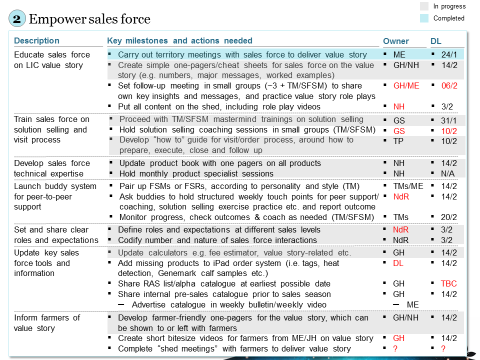 In progress
Completed
2 Empower sales force
Description Key milestones and actions needed Owner DL
Educate sales force on LIC value story
Carry out territory meetings with sales force to deliver value story ME 24/1
Create simple one-pagers/cheat sheets for sales force on the value GH/NH 14/2
story (e.g. numbers, major messages, worked examples)
Set follow-up meeting in small groups (~3 + TM/SFSM) to share GH/ME 06/2
own key insights and messages, and practice value story role plays
Put all content on the shed, including role play videos NH 3/2
Train sales force on solution selling and visit process
Proceed with TM/SFSM mastermind trainings on solution selling GS 31/1
Hold solution selling coaching sessions in small groups (TM/SFSM) GS 10/2
Develop "how to" guide for visit/order process, around how to TP 10/2
prepare, execute, close and follow up
Develop sales force technical expertise
Update product book with one pagers on all products NH 14/2
Hold monthly product specialist sessions NH N/A
Launch buddy system for peer-to-peer support
Pair up FSMs or FSRs, according to personality and style (TM) TMs/ME 14/2
Ask buddies to hold structured weekly touch points for peer support/ NdR 14/2
coaching, solution selling exercise practice etc. and report outcome
Monitor progress, check outcomes & coach as needed (TM/SFSM) TMs 20/2
Set and share clear roles and expectations
Define roles and expectations at different sales levels NdR 3/2
Codify number and nature of sales force interactions NdR 3/2
Update key sales force tools and information
Update calculators e.g. fee estimator, value story-related etc. GH 14/2
Add missing products to iPad order system (i.e. tags, heat DL 14/2
detection, Genemark calf samples etc.)
Share RAS list/alpha catalogue at earliest possible date GH TBC
Share internal pre-sales catalogue prior to sales season GH 14/2
– Advertise catalogue in weekly bulletin/weekly video – ME
Inform farmers of value story
Develop farmer-friendly one-pagers for the value story, which can GH/NH 14/2
be shown to or left with farmers
Create short bitesize videos for farmers from ME/JH on value story GH 14/2
Complete "shed meetings" with farmers to deliver value story ? ?